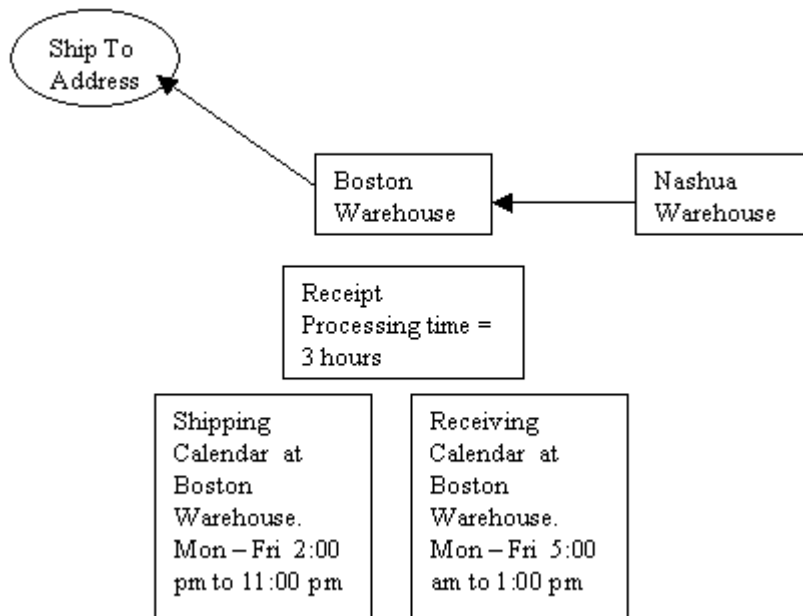 Ship To
Address
Boston
Warehouse
Nashua
Warehouse
Receipt
Processing time =
3 hours
Shipping
Calendar at
Boston
Warehouse.
Mon – Fri 2:00
pm to 11:00 pm
Receiving
Calendar at
Boston
Warehouse.
Mon – Fri 5:00
am to 1:00 pm